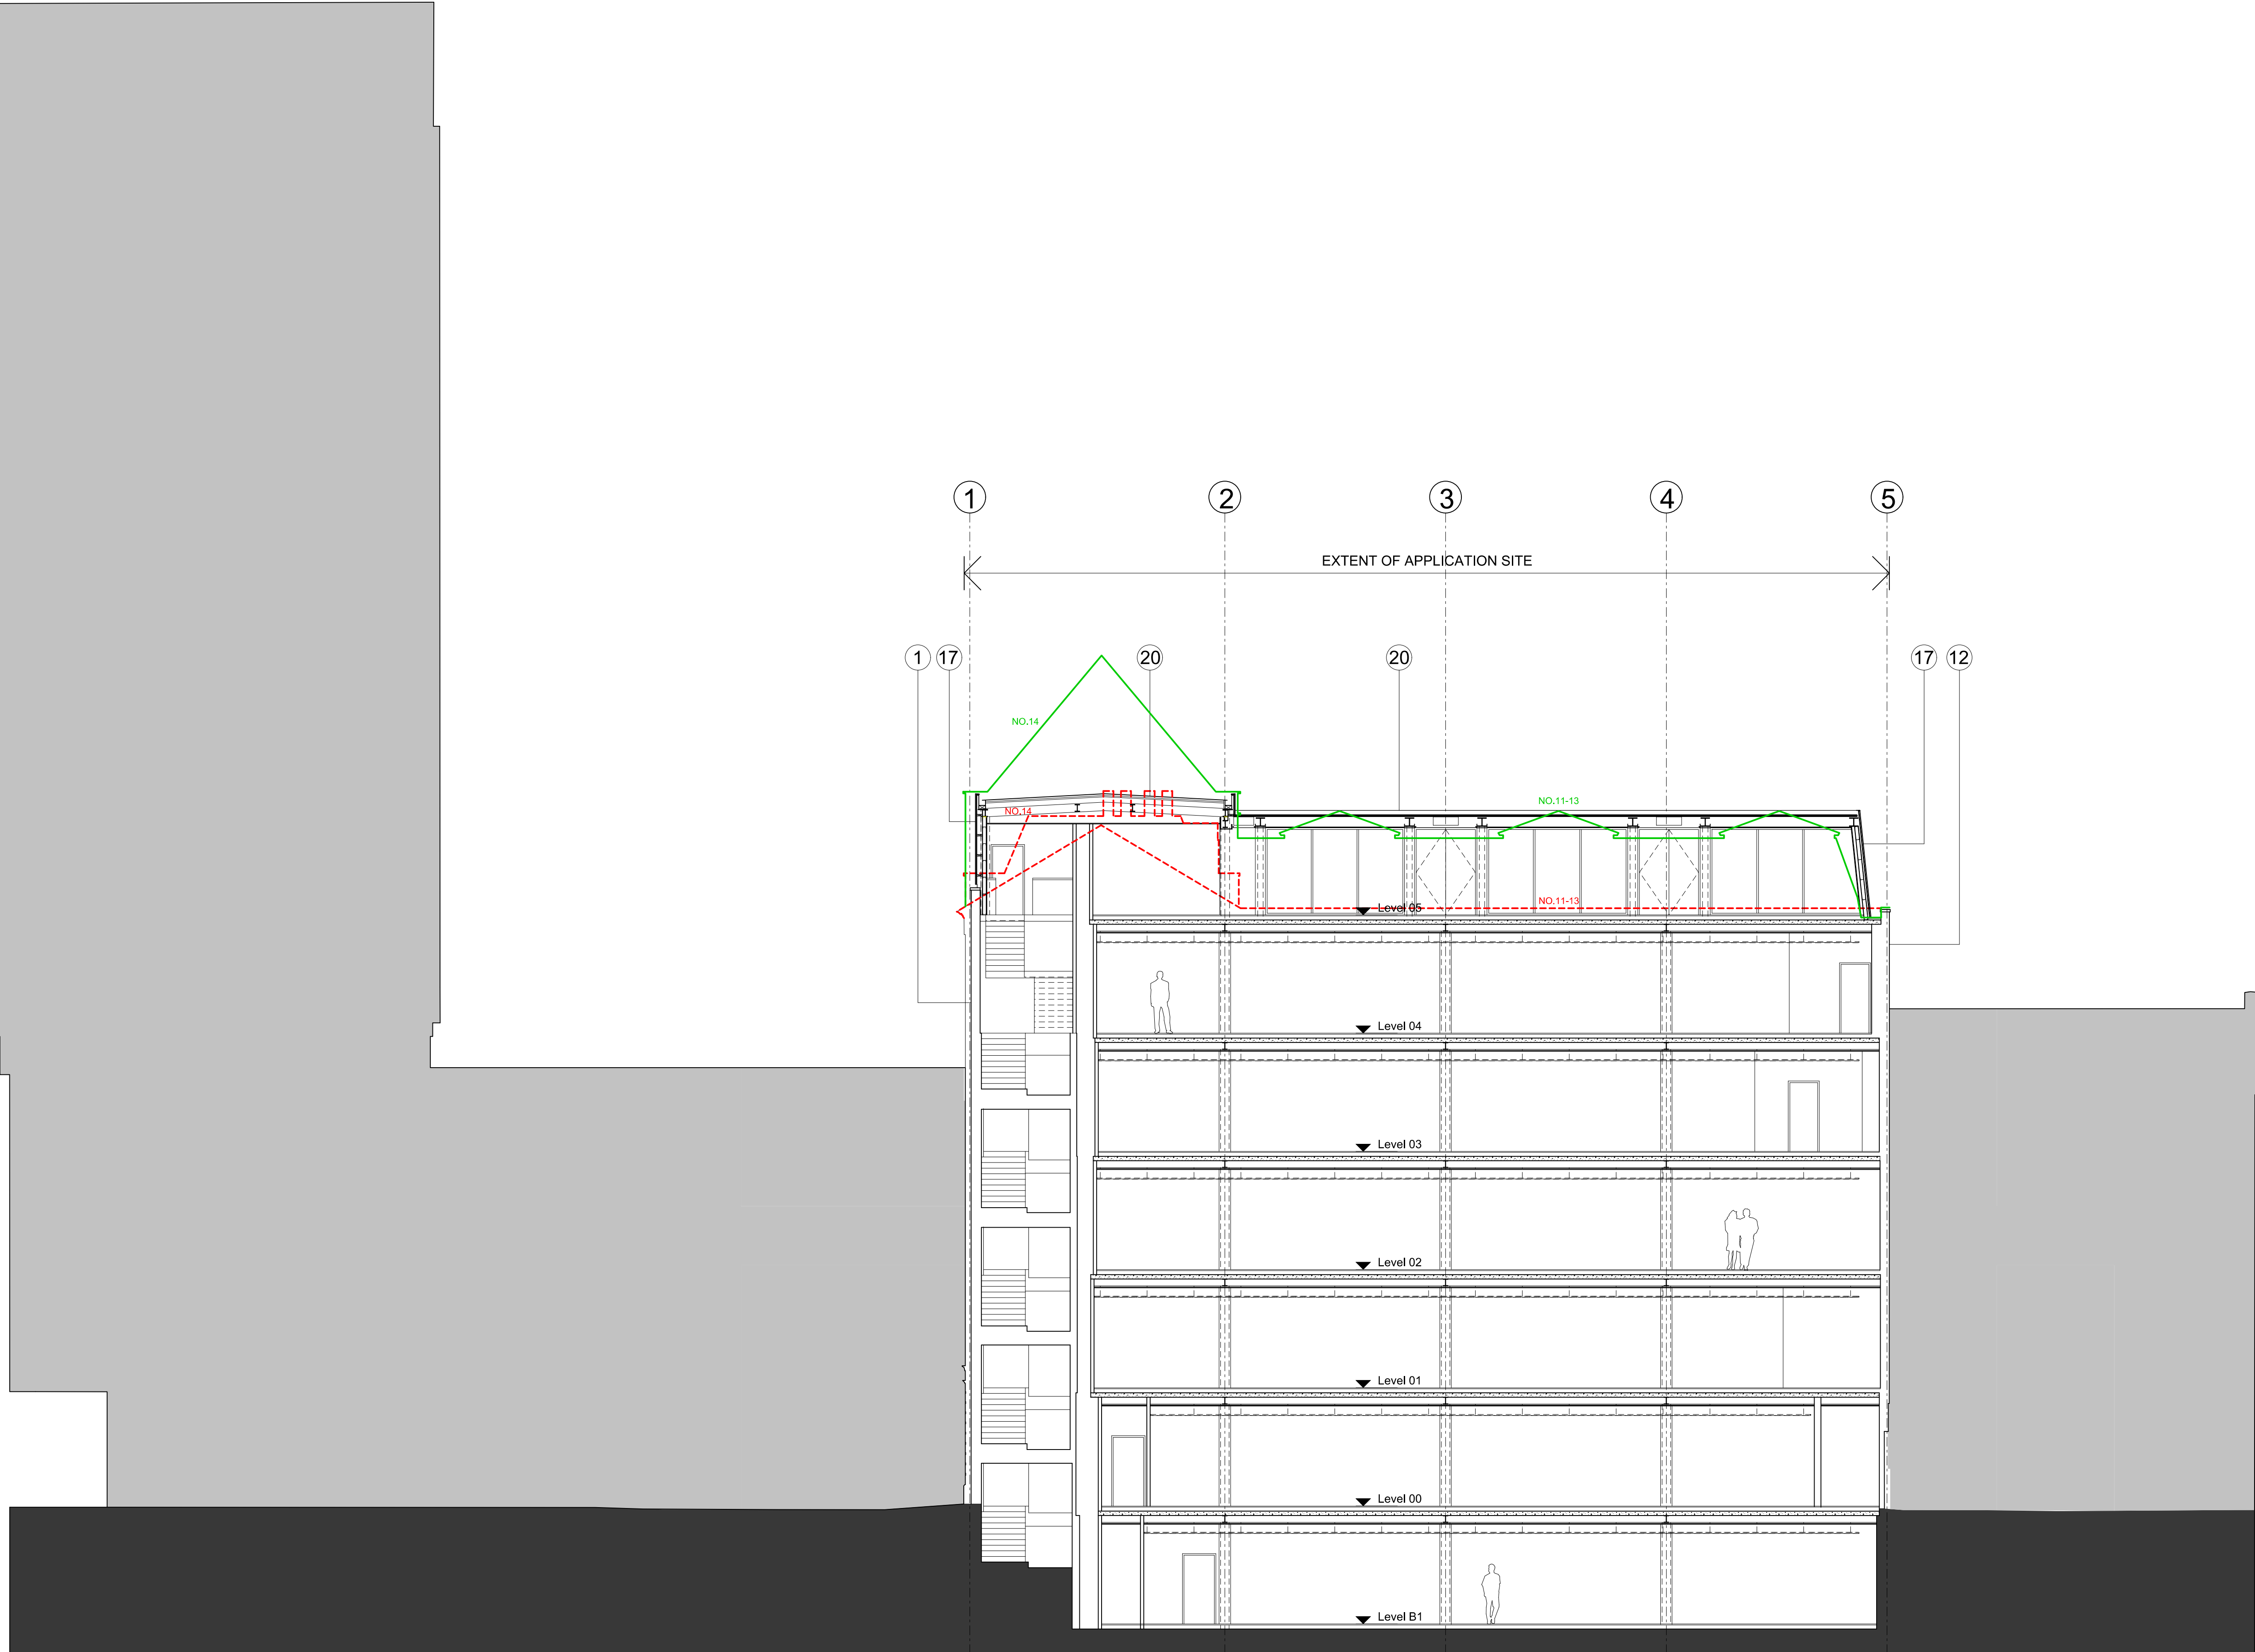 1
2
3
4
5
EXTENT OF APPLICATION SITE
1
17
20
20
17
12
NO.14
NO.11-13
NO.14
NO.11-13
Level 05
Level 04
Level 03
Level 02
Level 01
Level 00
Level B1